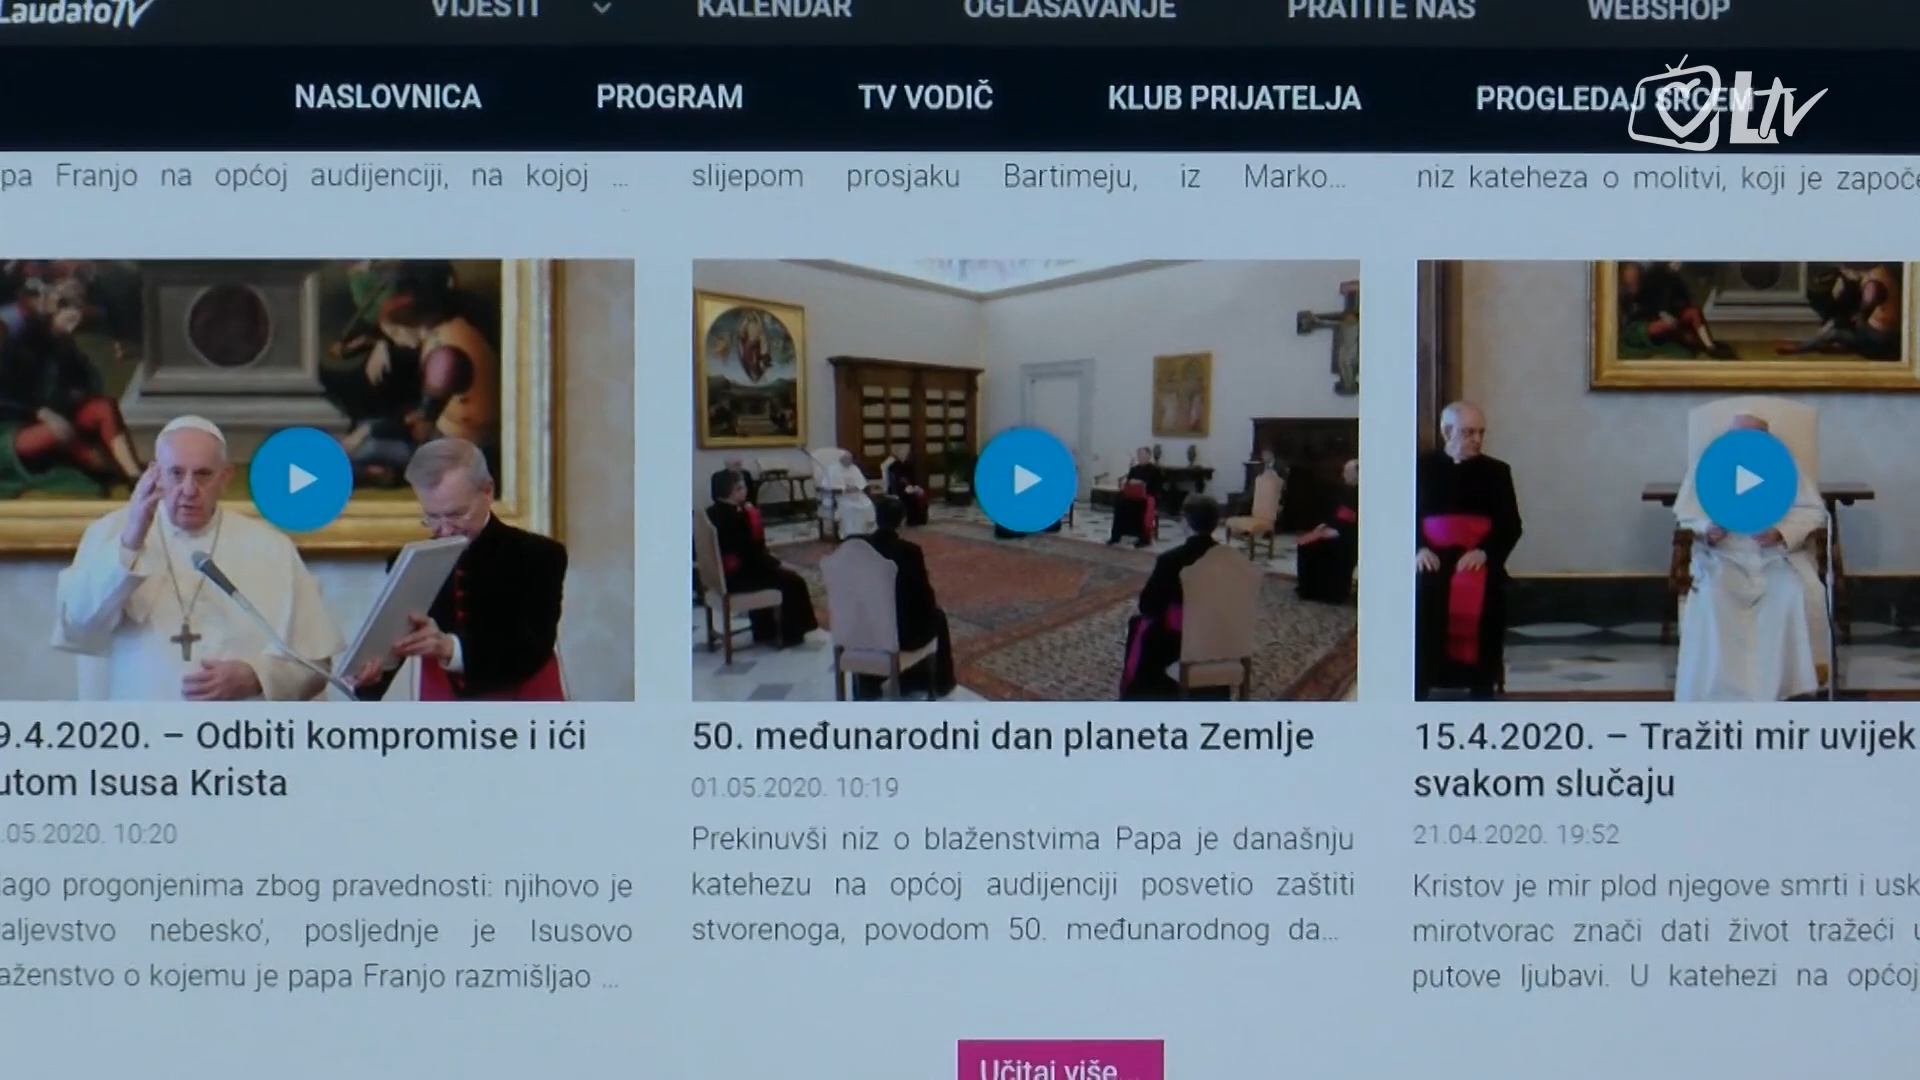 LaudatoTV
VIJESTI KALENDAR OGLAŠAVANJE PRATITE NAS WEBSHOP
LTV
NASLOVNICA PROGRAM TV VODIČ KLUB PRIJATELJA PROGLEDAJ SRCEM
pa Franjo na općoj audijenciji, na kojoj ...
slijepom prosjaku Bartimeju, iz Marko...
niz kateheza o molitvi, koji je započe
9.4.2020. – Odbiti kompromise i ići
utom Isusa Krista
.05.2020. 10:20
ago progonjenima zbog pravednosti: njihovo je
aljevstvo nebesko', posljednje je Isusovo
aženstvo o kojemu je papa Franjo razmišljao ...
50. međunarodni dan planeta Zemlje
01.05.2020. 10:19
Prekinuvši niz o blaženstvima Papa je današnju
katehezu na općoj audijenciji posvetio zaštiti
stvorenoga, povodom 50. međunarodnog da...
15.4.2020. – Tražiti mir uvijek
svakom slučaju
21.04.2020. 19:52
Kristov je mir plod njegove smrti i usk
mirotvorac znači dati život tražeći u
putove ljubavi. U katehezi na općoj
Učitaj više...